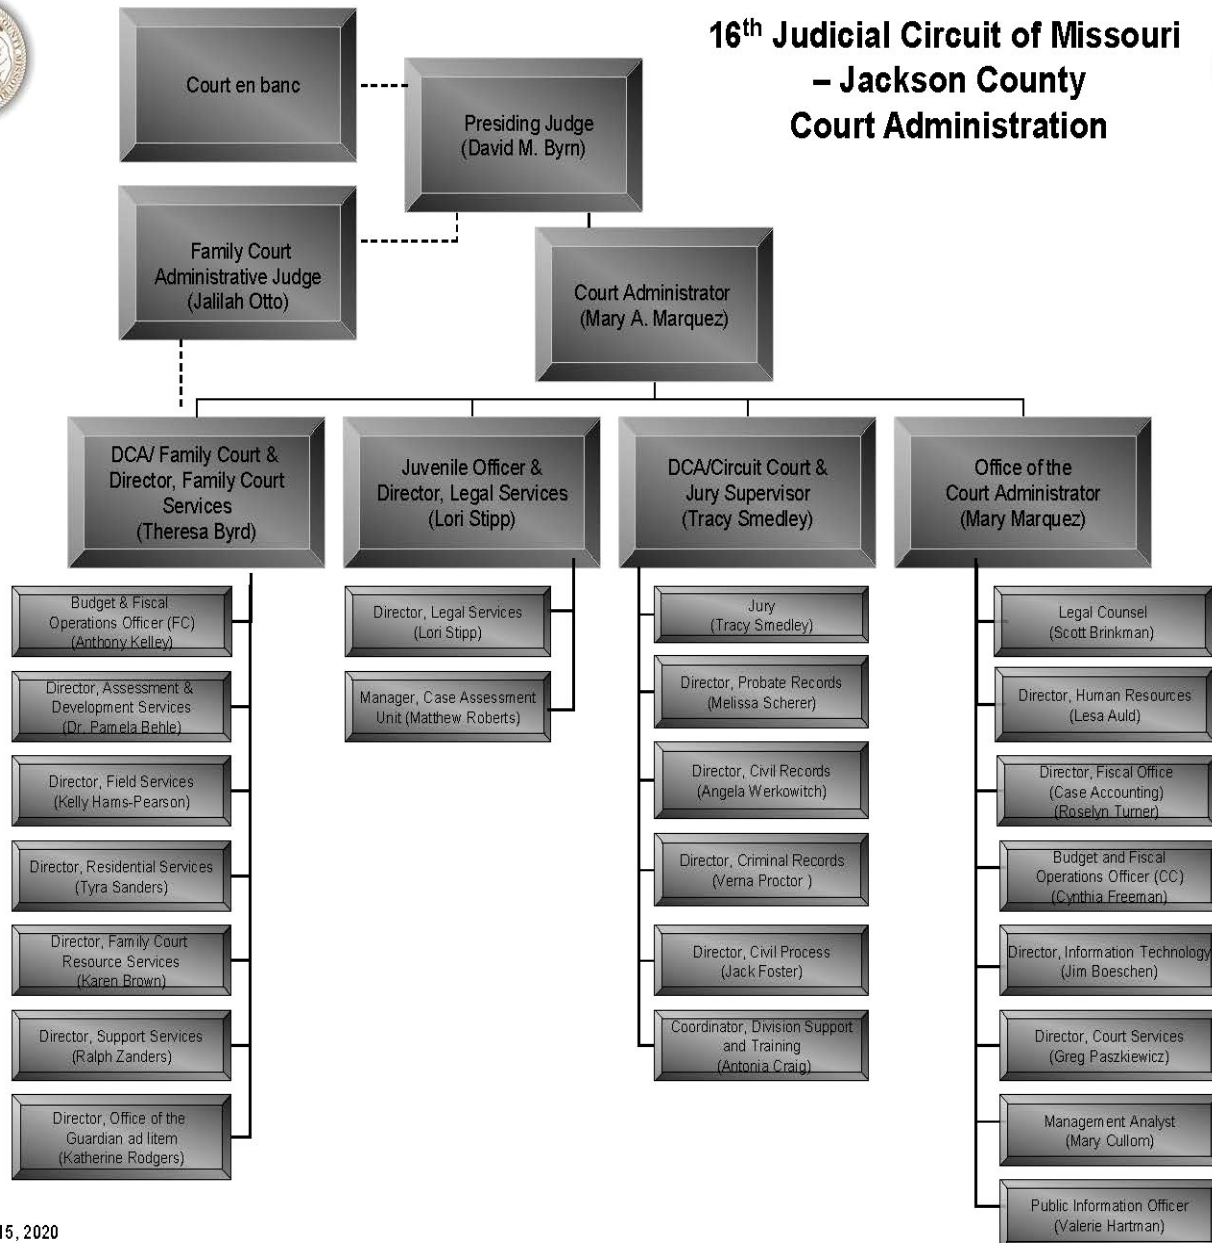 16th Judicial Circuit of Missouri
– Jackson County
Court Administration
Court en banc
Presiding Judge
(David M. Byrn)
Family Court
Administrative Judge
(Jalilah Otto)
Court Administrator
(Mary A. Marquez)
DCA/ Family Court &
Director, Family Court
Services
(Theresa Byrd)
Juvenile Officer &
Director, Legal Services
(Lori Stipp)
DCA/Circuit Court &
Jury Supervisor
(Tracy Smedley)
Office of the
Court Administrator
(Mary Marquez)
Budget & Fiscal
Operations Officer (FC)
(Anthony Kelley)
Director, Assessment &
Development Services
(Dr. Pamela Behle)
Director, Field Services
(Kelly Harns-Pearson)
Director, Residential Services
(Tyra Sanders)
Director, Family Court
Resource Services
(Karen Brown)
Director, Support Services
(Ralph Zanders)
Director, Office of the
Guardian ad litem
(Katherine Rodgers)
Director, Legal Services
(Lori Stipp)
Manager, Case Assessment
Unit (Matthew Roberts)
Jury
(Tracy Smedley)
Director, Probate Records
(Melissa Scherer)
Director, Civil Records
(Angela Werkowitch)
Director, Criminal Records
(Verna Proctor )
Director, Civil Process
(Jack Foster)
Coordinator, Division Support
and Training
(Antonia Craig)
Legal Counsel
(Scott Brinkman)
Director, Human Resources
(Lesa Auld)
Director, Fiscal Office
(Case Accounting)
(Roselyn Turner)
Budget and Fiscal
Operations Officer (CC)
(Cynthia Freeman)
Director, Information Technology
(Jim Boeschen)
Director, Court Services
(Greg Paszkiewicz)
Management Analyst
(Mary Cullom)
Public Information Officer
(Valerie Hartman)
15, 2020